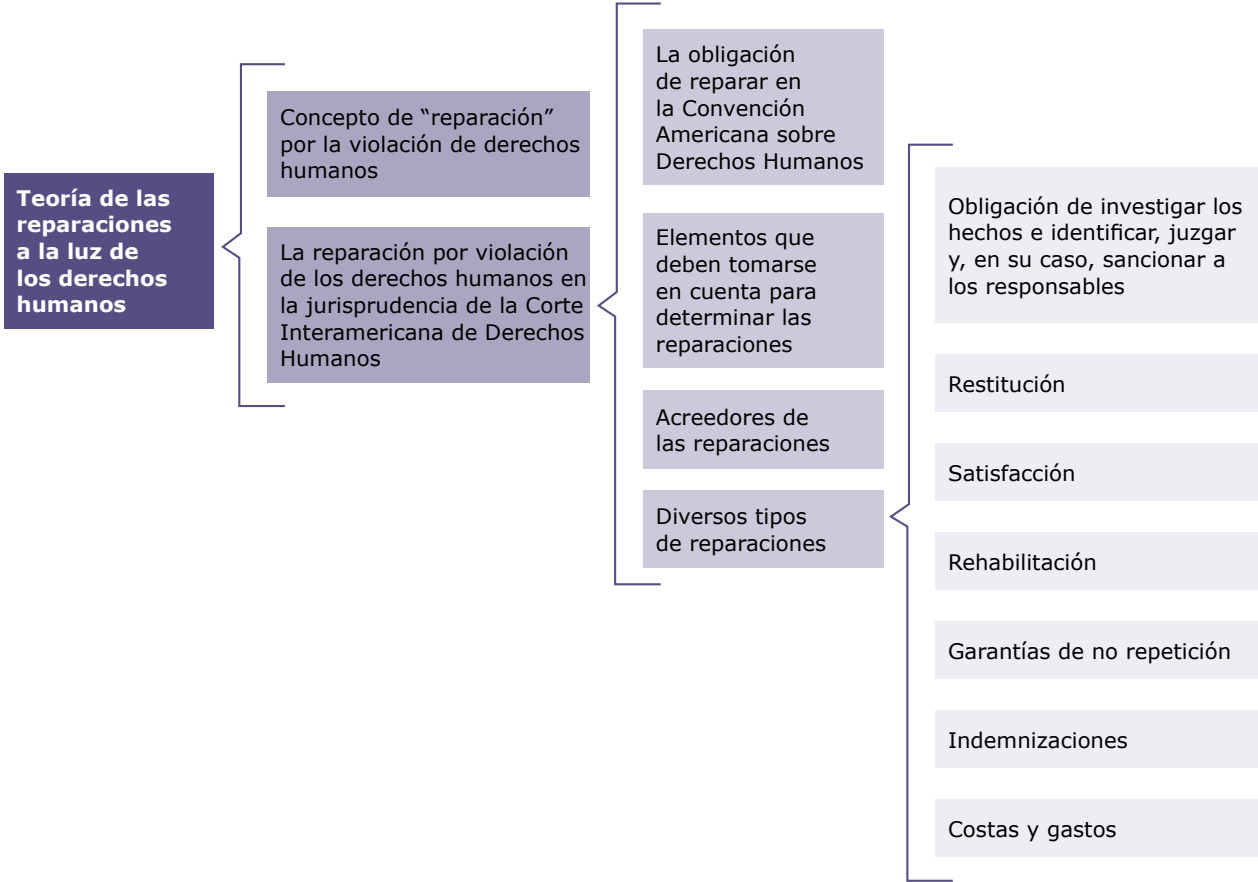 Teoría de las
reparaciones
a la luz de
los derechos
humanos
Concepto de “reparación”
por la violación de derechos
humanos
La reparación por violación
de los derechos humanos en
la jurisprudencia de la Corte
Interamericana de Derechos
Humanos
La obligación
de reparar en
la Convención
Americana sobre
Derechos Humanos
Elementos que
deben tomarse
en cuenta para
determinar las
reparaciones
Acreedores de
las reparaciones
Diversos tipos
de reparaciones
Obligación de investigar los
hechos e identificar, juzgar
y, en su caso, sancionar a
los responsables
Restitución
Satisfacción
Rehabilitación
Garantías de no repetición
Indemnizaciones
Costas y gastos